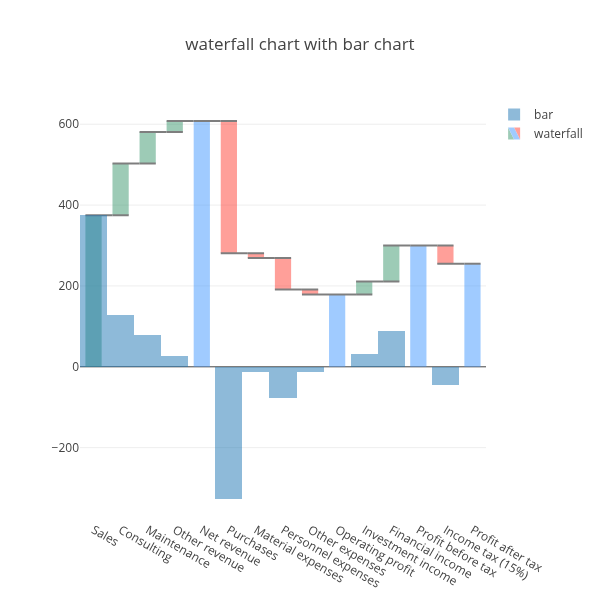 waterfall chart with bar chart
bar
waterfall
600
400
200
0
−200
Sales
Consulting
Maintenance
Other revenue
Net revenue
Purchases
Material expenses
Personnel expenses
Other expenses
Operating profit
Investment income
Financial income
Profit before tax
Income tax (15%)
Profit after tax